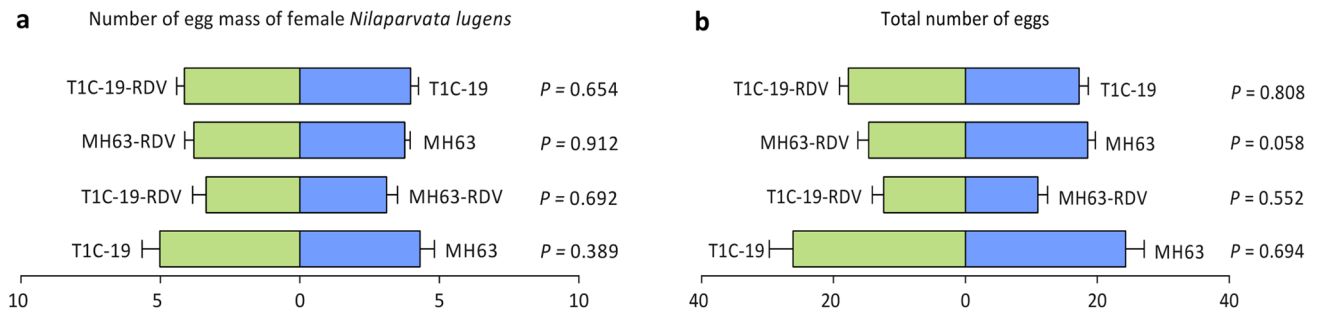 a Number of egg mass of female Nilaparvata lugens
T1C-19-RDV T1C-19 P = 0.654
MH63-RDV MH63 P = 0.912
T1C-19-RDV MH63-RDV P = 0.692
T1C-19 MH63 P = 0.389
10 5 0 5 10
b Total number of eggs
T1C-19-RDV T1C-19 P = 0.808
MH63-RDV MH63 P = 0.058
T1C-19-RDV MH63-RDV P = 0.552
T1C-19 MH63 P = 0.694
40 20 0 20 40